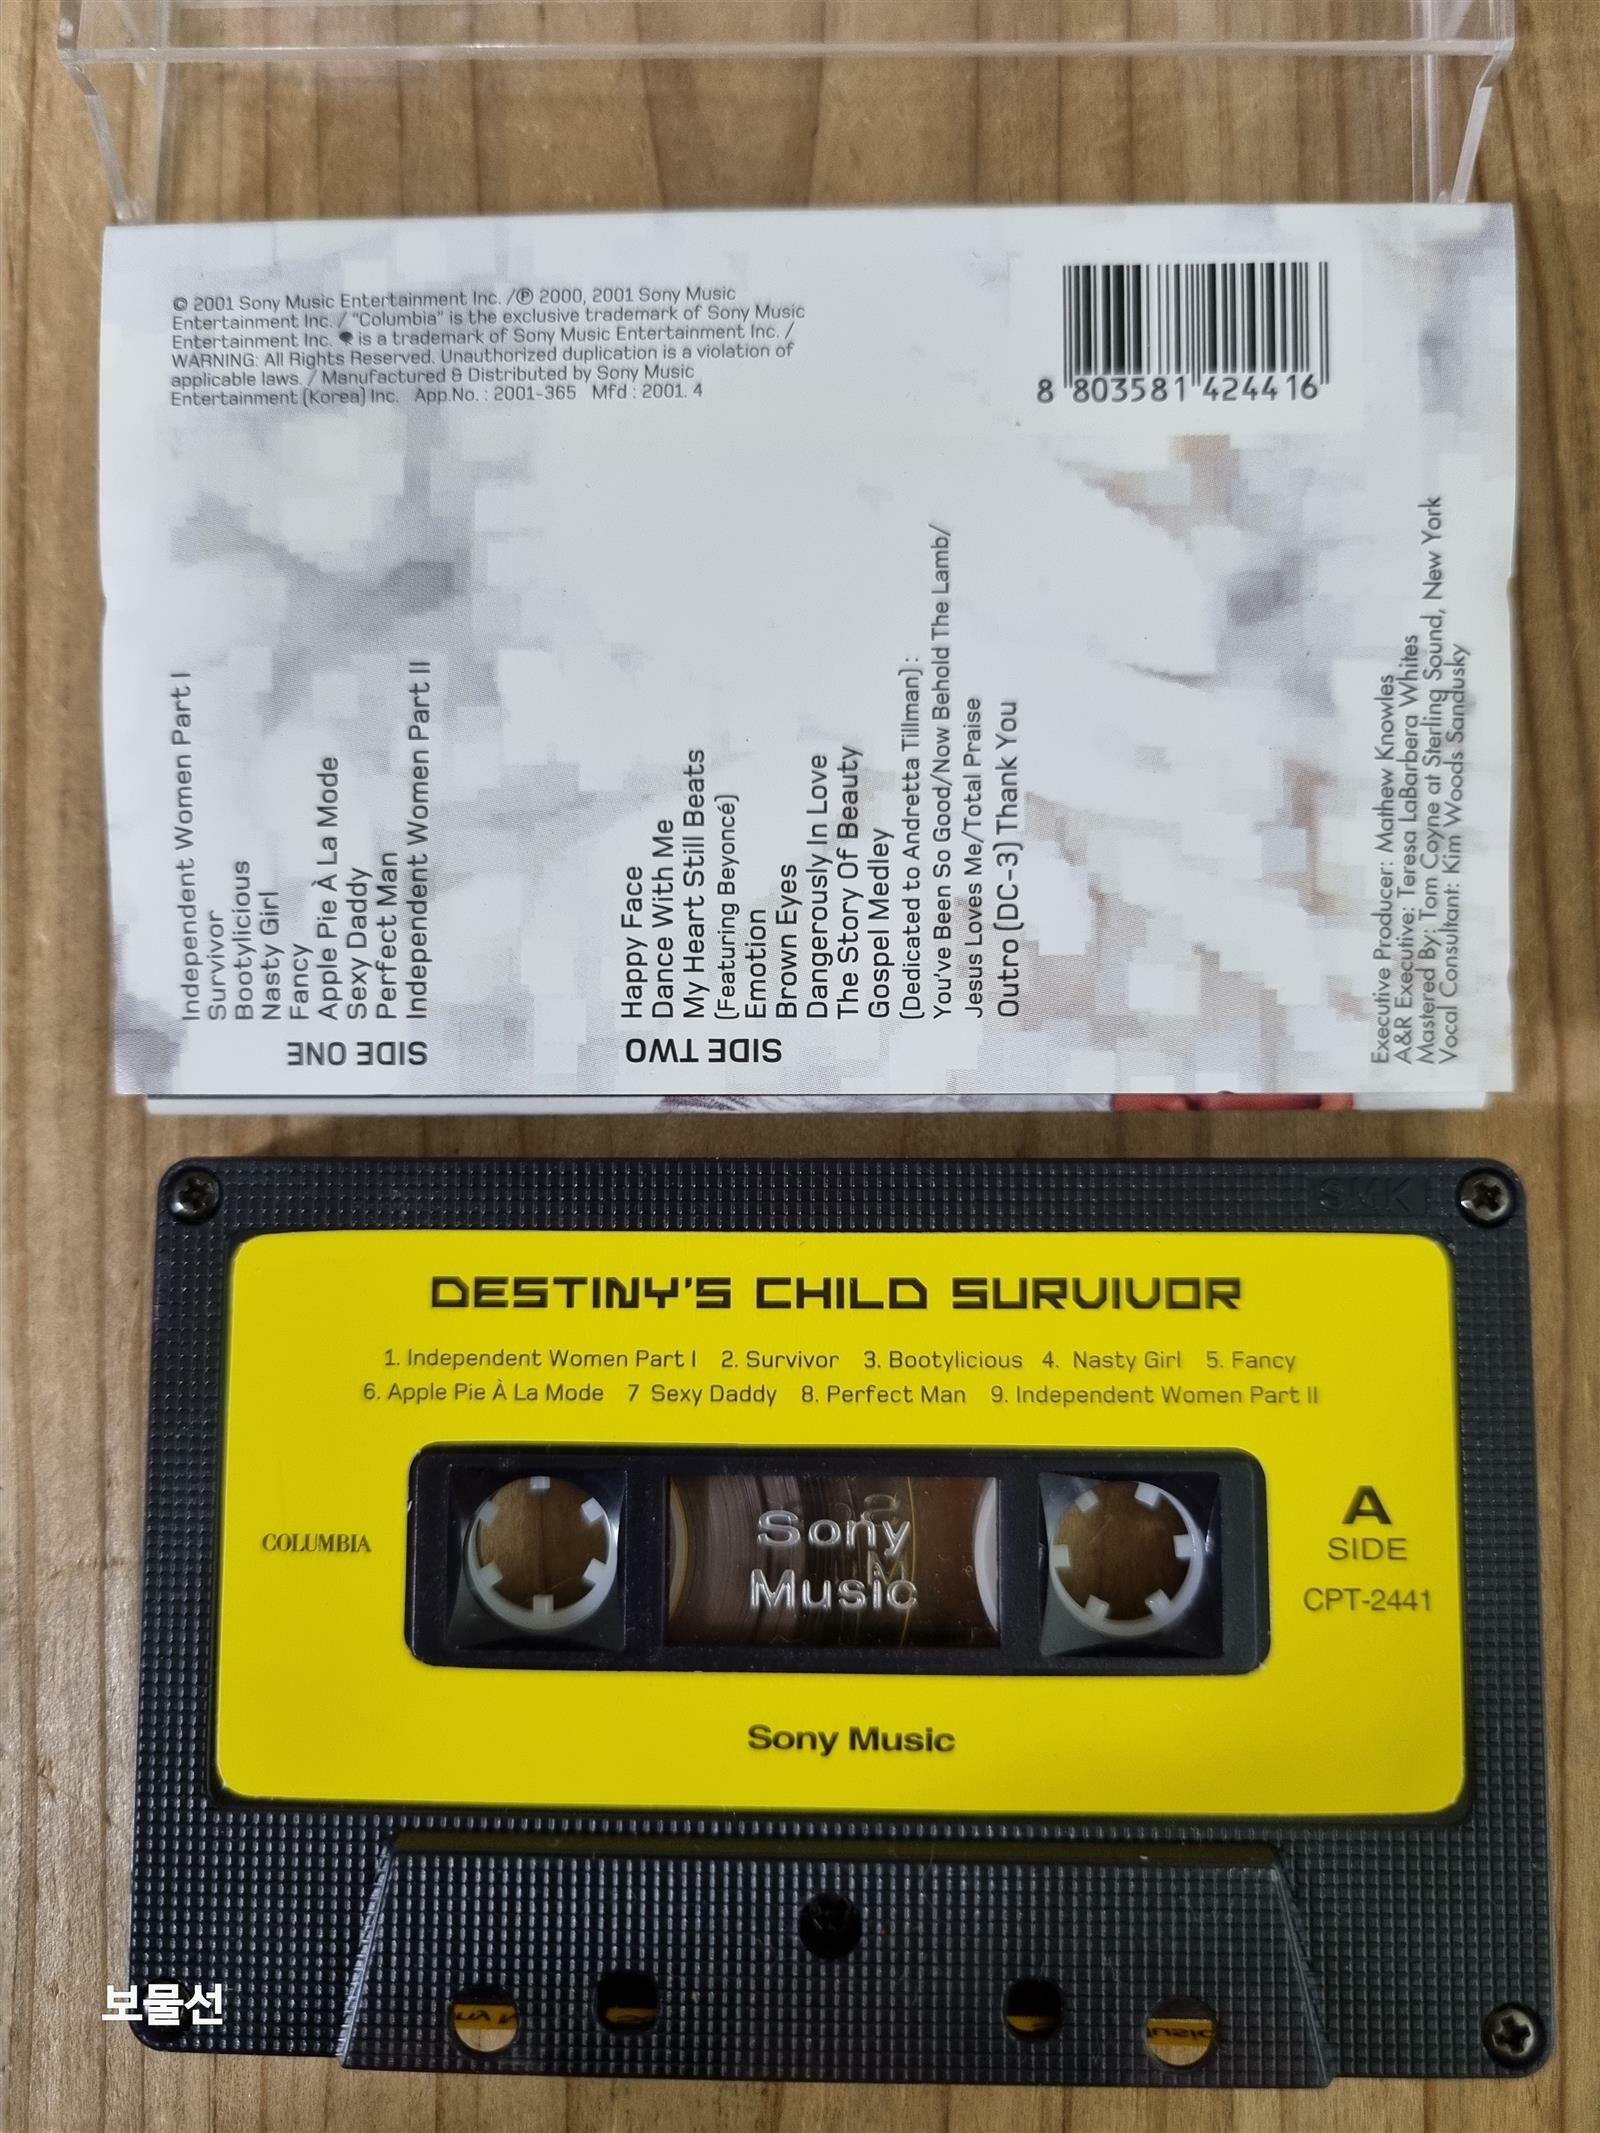 © 2001 Sony Music Entertainment Inc. /℗ 2000, 2001 Sony Music
Entertainment Inc. / "Columbia" is the exclusive trademark of Sony Music
Entertainment Inc. is a trademark of Sony Music Entertainment Inc. /
WARNING: All Rights Reserved. Unauthorized duplication is a violation of
applicable laws. / Manufactured & Distributed by Sony Music
Entertainment (Korea) Inc. App.No. : 2001-365 Mfd : 2001. 4
8 803581 424416
SIDE ONE
Independent Women Part I
Survivor
Bootylicious
Nasty Girl
Fancy
Apple Pie À La Mode
Sexy Daddy
Perfect Man
Independent Women Part II
SIDE TWO
Happy Face
Dance With Me
My Heart Still Beats
(Featuring Beyoncé)
Emotion
Brown Eyes
Dangerously In Love
The Story Of Beauty
Gospel Medley
(Dedicated to Andretta Tillman) :
You've Been So Good/Now Behold The Lamb/
Jesus Loves Me/Total Praise
Outro (DC-3) Thank You
Executive Producer: Mathew Knowles
A&R Executive: Teresa LaBarbera Whites
Mastered By: Tom Coyne at Sterling Sound, New York
Vocal Consultant: Kim Woods Sandusky
SMK
DESTINY'S CHILD SURVIVOR
1. Independent Women Part I 2. Survivor 3. Bootylicious 4. Nasty Girl 5. Fancy
6. Apple Pie À La Mode 7 Sexy Daddy 8. Perfect Man 9. Independent Women Part II
COLUMBIA
Sony
Music
A
SIDE
CPT-2441
Sony Music
보물선